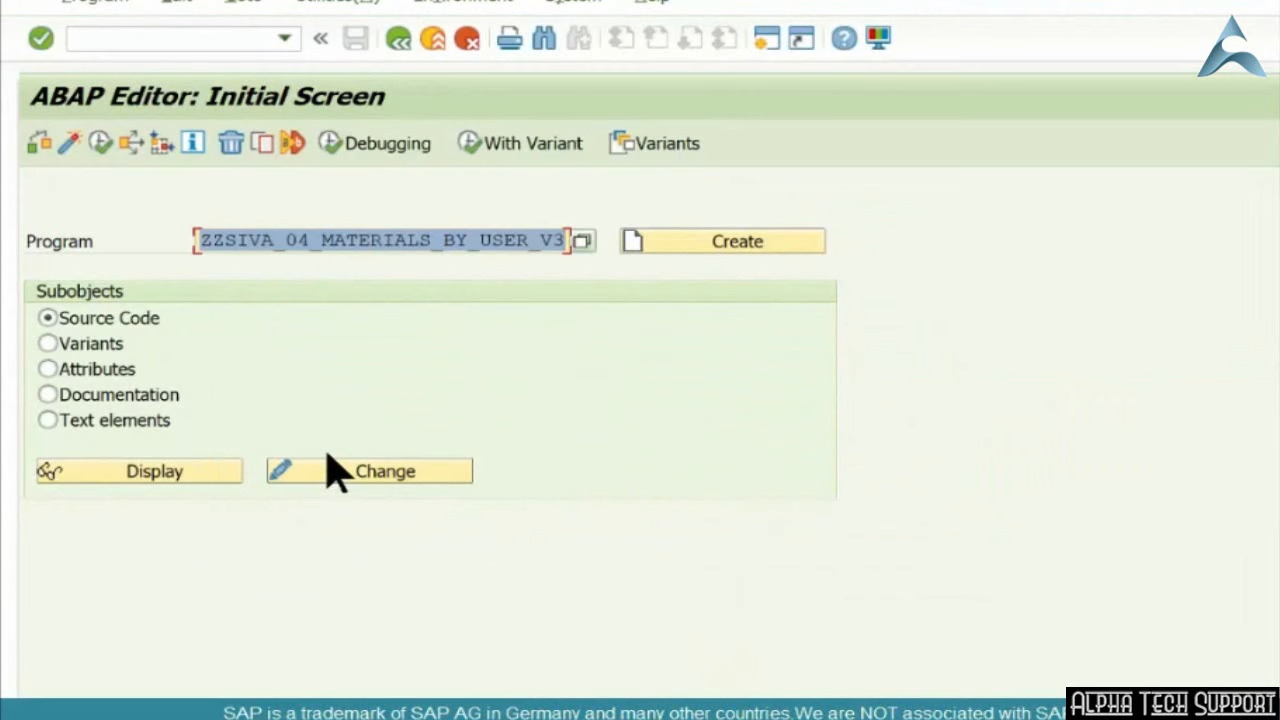 ABAP Editor: Initial Screen
Debugging With Variant Variants
Program ZZSIVA_04_MATERIALS_BY_USER_V3 Create
Subobjects
Source Code
Variants
Attributes
Documentation
Text elements
Display Change
SAP is a trademark of SAP AG in Germany and many other countries.We are NOT associated with
ALPHA TECH SUPPORT